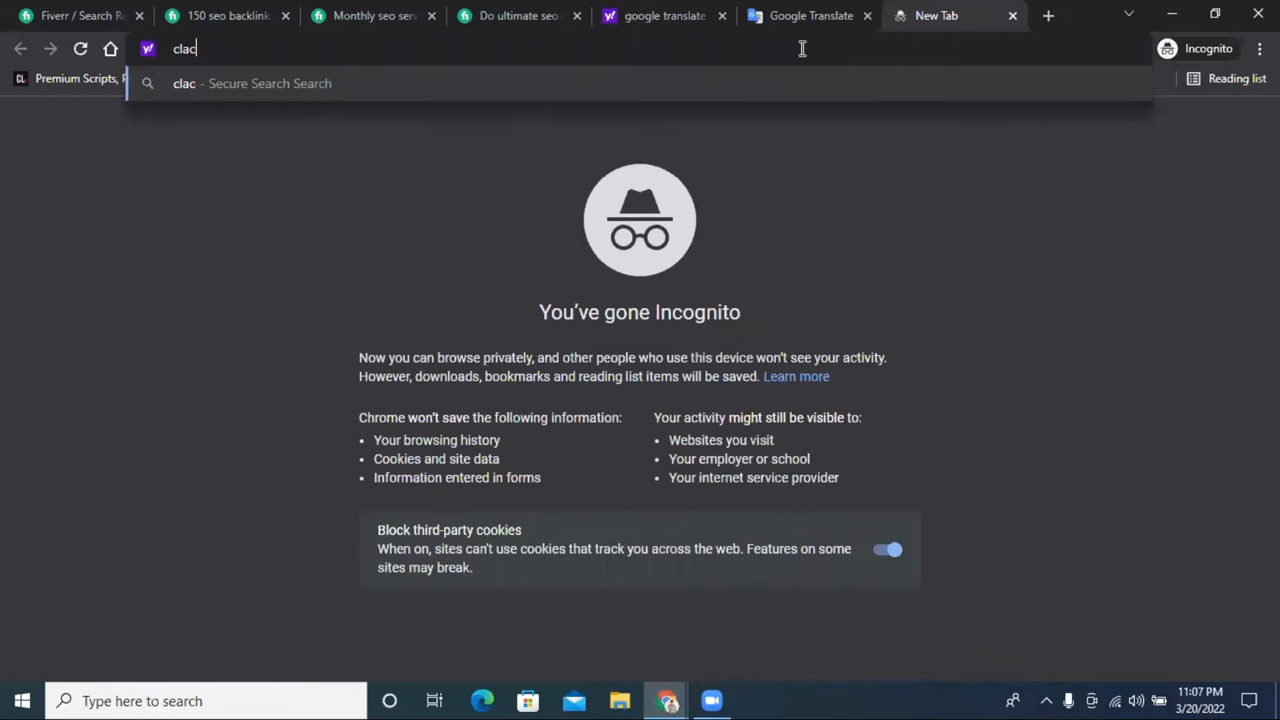 Fiverr / Search Re
150 seo backlink
Monthly seo serv
Do ultimate seo
google translate
Google Translate
New Tab
clac
Incognito
Premium Scripts, P
clac - Secure Search Search
Reading list
You've gone Incognito
Now you can browse privately, and other people who use this device won't see your activity.
However, downloads, bookmarks and reading list items will be saved. Learn more
Chrome won't save the following information:
• Your browsing history
• Cookies and site data
• Information entered in forms
Your activity might still be visible to:
• Websites you visit
• Your employer or school
• Your internet service provider
Block third-party cookies
When on, sites can't use cookies that track you across the web. Features on some
sites may break.
Type here to search
11:07 PM
3/20/2022